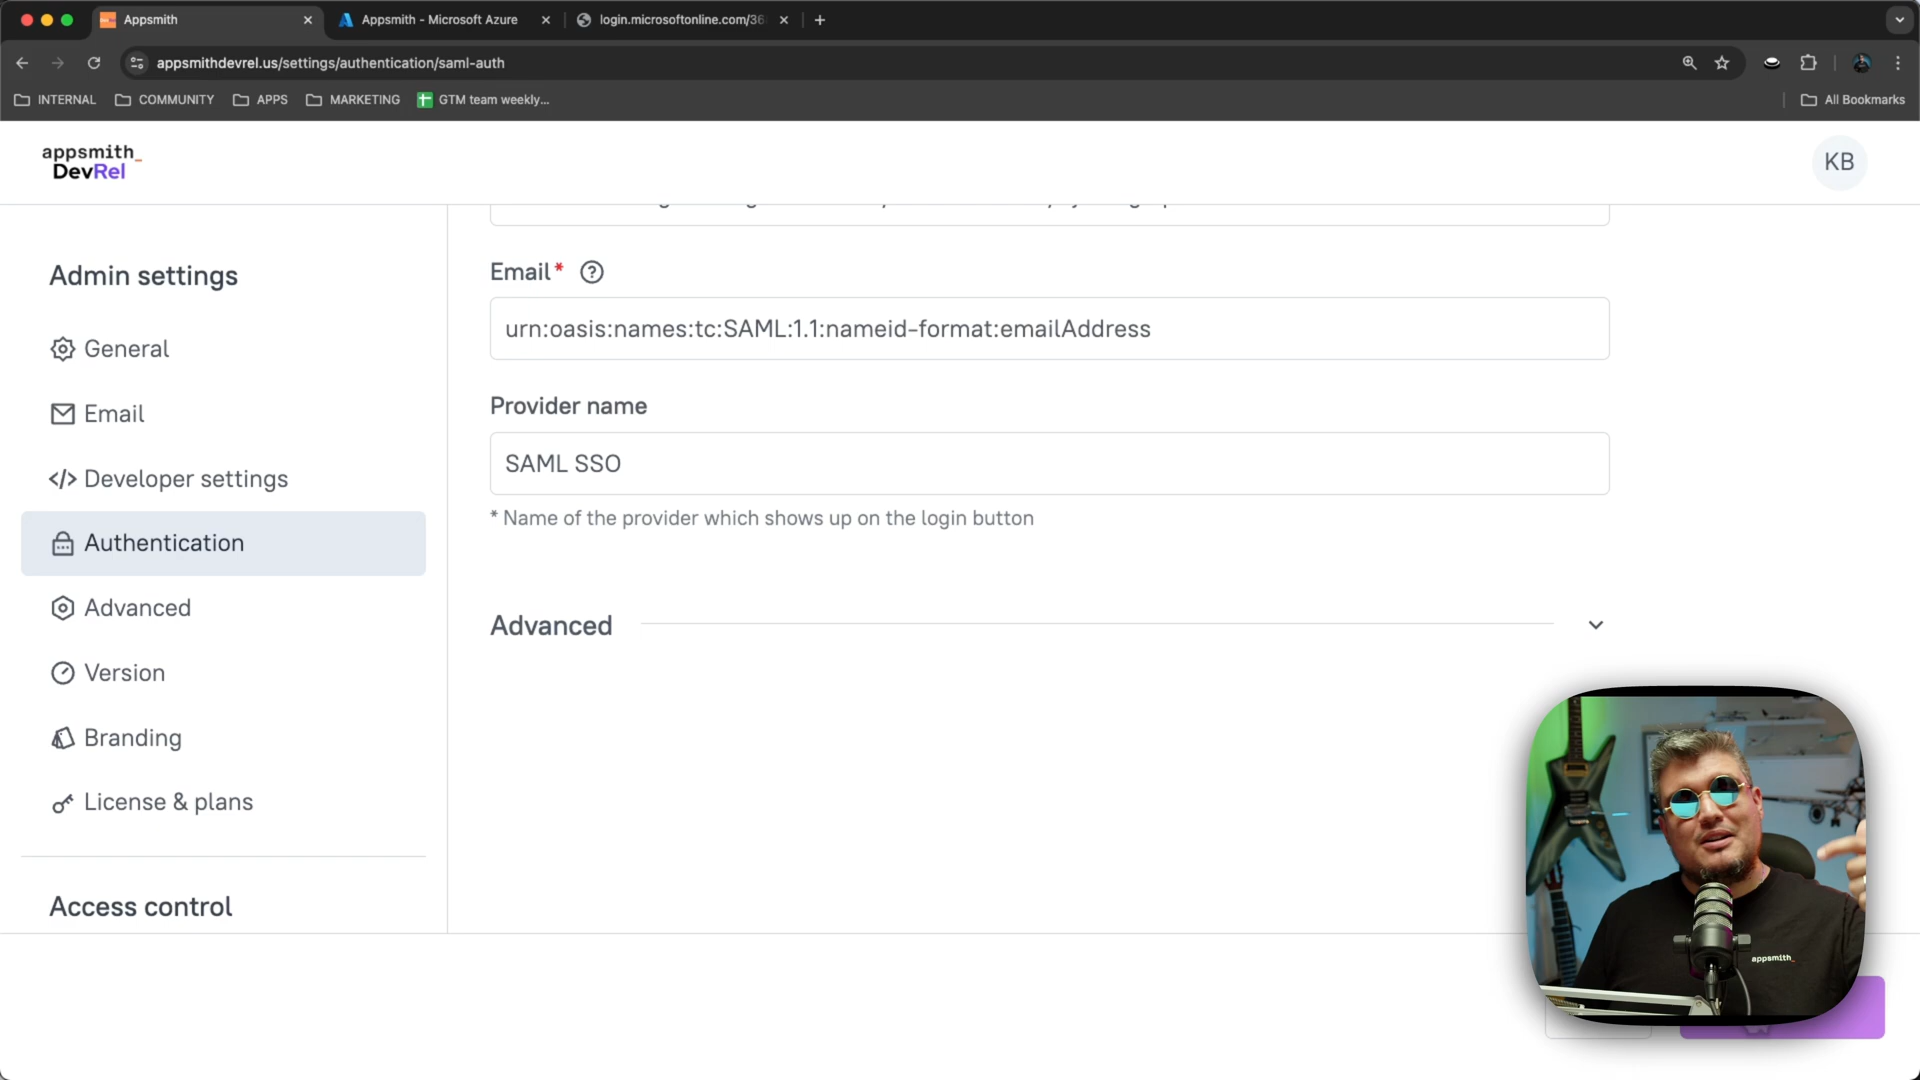 Appsmith
Appsmith - Microsoft Azure
login.microsoftonline.com/36
appsmithdevrel.us/settings/authentication/saml-auth
INTERNAL
COMMUNITY
APPS
MARKETING
GTM team weekly...
All Bookmarks
appsmith_
DevRel
KB
Admin settings
General
Email
Developer settings
Authentication
Advanced
Version
Branding
License & plans
Access control
Email* ?
urn:oasis:names:tc:SAML:1.1:nameid-format:emailAddress
Provider name
SAML SSO
* Name of the provider which shows up on the login button
Advanced
appsmith_